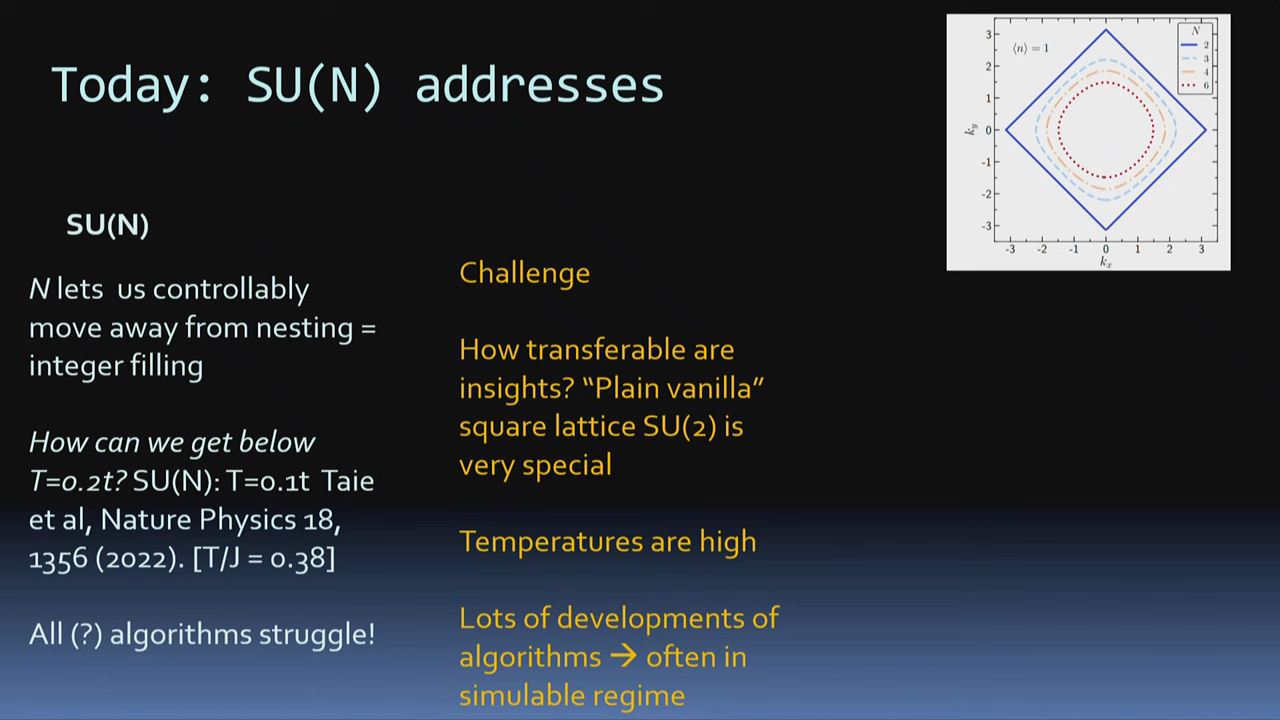 Today: SU(N) addresses
SU(N)
N lets us controllably
move away from nesting =
integer filling
How can we get below
T=0.2t? SU(N): T=0.1t Taie
et al, Nature Physics 18,
1356 (2022). [T/J = 0.38]
All (?) algorithms struggle!
Challenge
How transferable are
insights? “Plain vanilla”
square lattice SU(2) is
very special
Temperatures are high
Lots of developments of
algorithms → often in
simulable regime
⟨n⟩ = 1
N
2
3
4
6
3
2
1
0
-1
-2
-3
k_y
-3 -2 -1 0 1 2 3
k_x